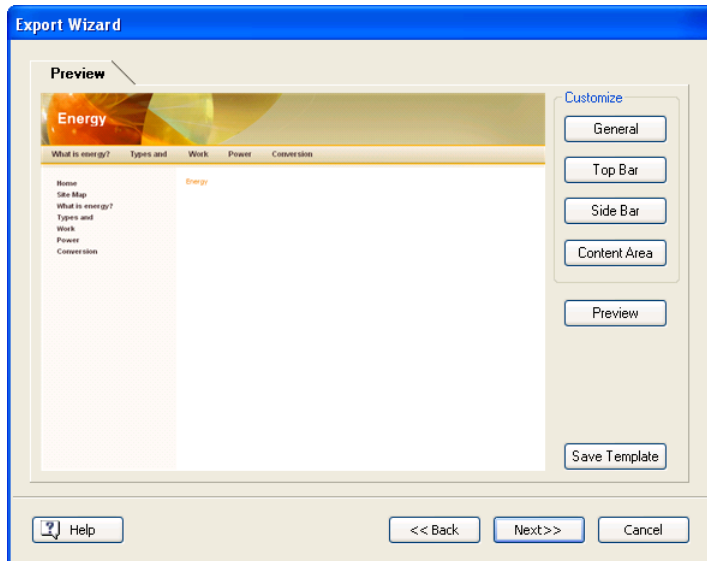 Export Wizard
Preview
Energy
What is energy? Types and Work Power Conversion
Home
Site Map
What is energy?
Types and
Work
Power
Conversion
Energy
Customize
General
Top Bar
Side Bar
Content Area
Preview
Save Template
Help
<< Back
Next>>
Cancel